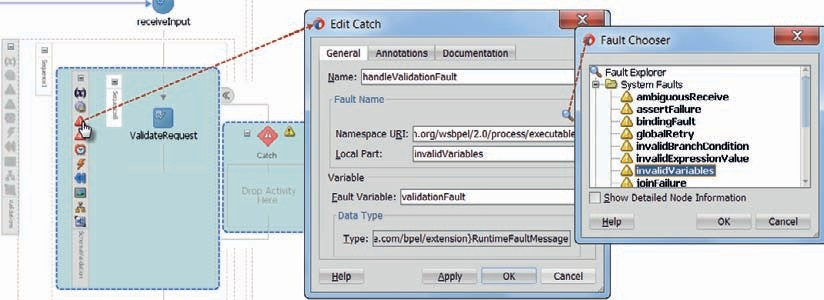 receiveInput
Sequence1
ValidateRequest
Catch
Drop Activity
Here
SchemaValidation
Edit Catch
General Annotations Documentation
Name: handleValidationFault
Fault Name
Namespace URI: n.org/wsbpel/2.0/process/executable
Local Part: invalidVariables
Variable
Fault Variable: validationFault
Data Type
Type: e.com/bpel/extension}RuntimeFaultMessage
Help Apply OK Cancel
Fault Chooser
Fault Explorer
System Faults
ambiguousReceive
assertFailure
bindingFault
globalRetry
invalidBranchCondition
invalidExpressionValue
invalidVariables
joinFailure
Show Detailed Node Information
Help OK Cancel